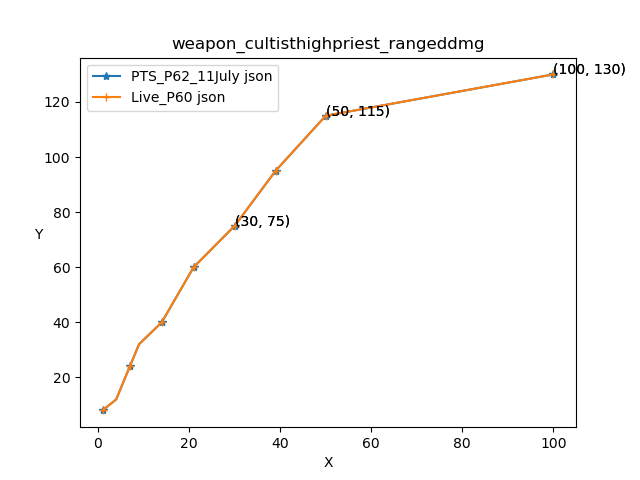 weapon_cultisthighpriest_rangeddmg
PTS_P62_11July json
Live_P60 json
(100, 130)
(50, 115)
(30, 75)
Y
120
100
80
60
40
20
0 20 40 60 80 100
X